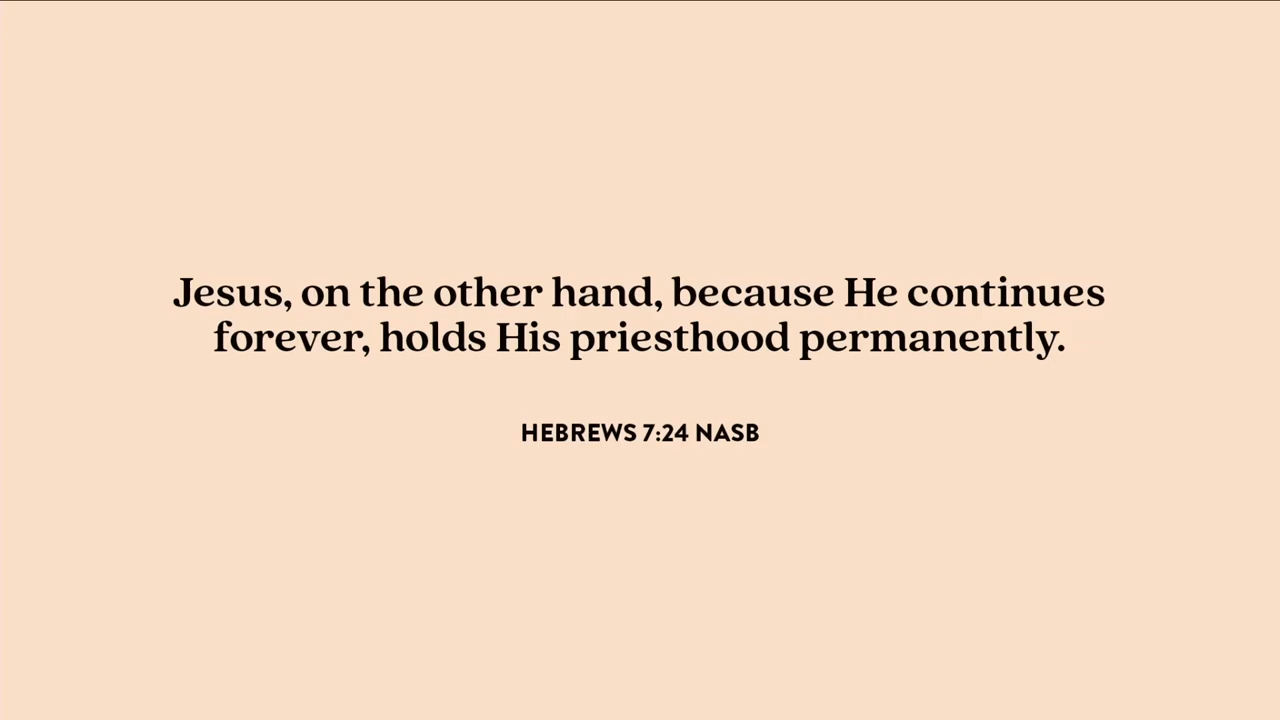 Jesus, on the other hand, because He continues
forever, holds His priesthood permanently.
HEBREWS 7:24 NASB